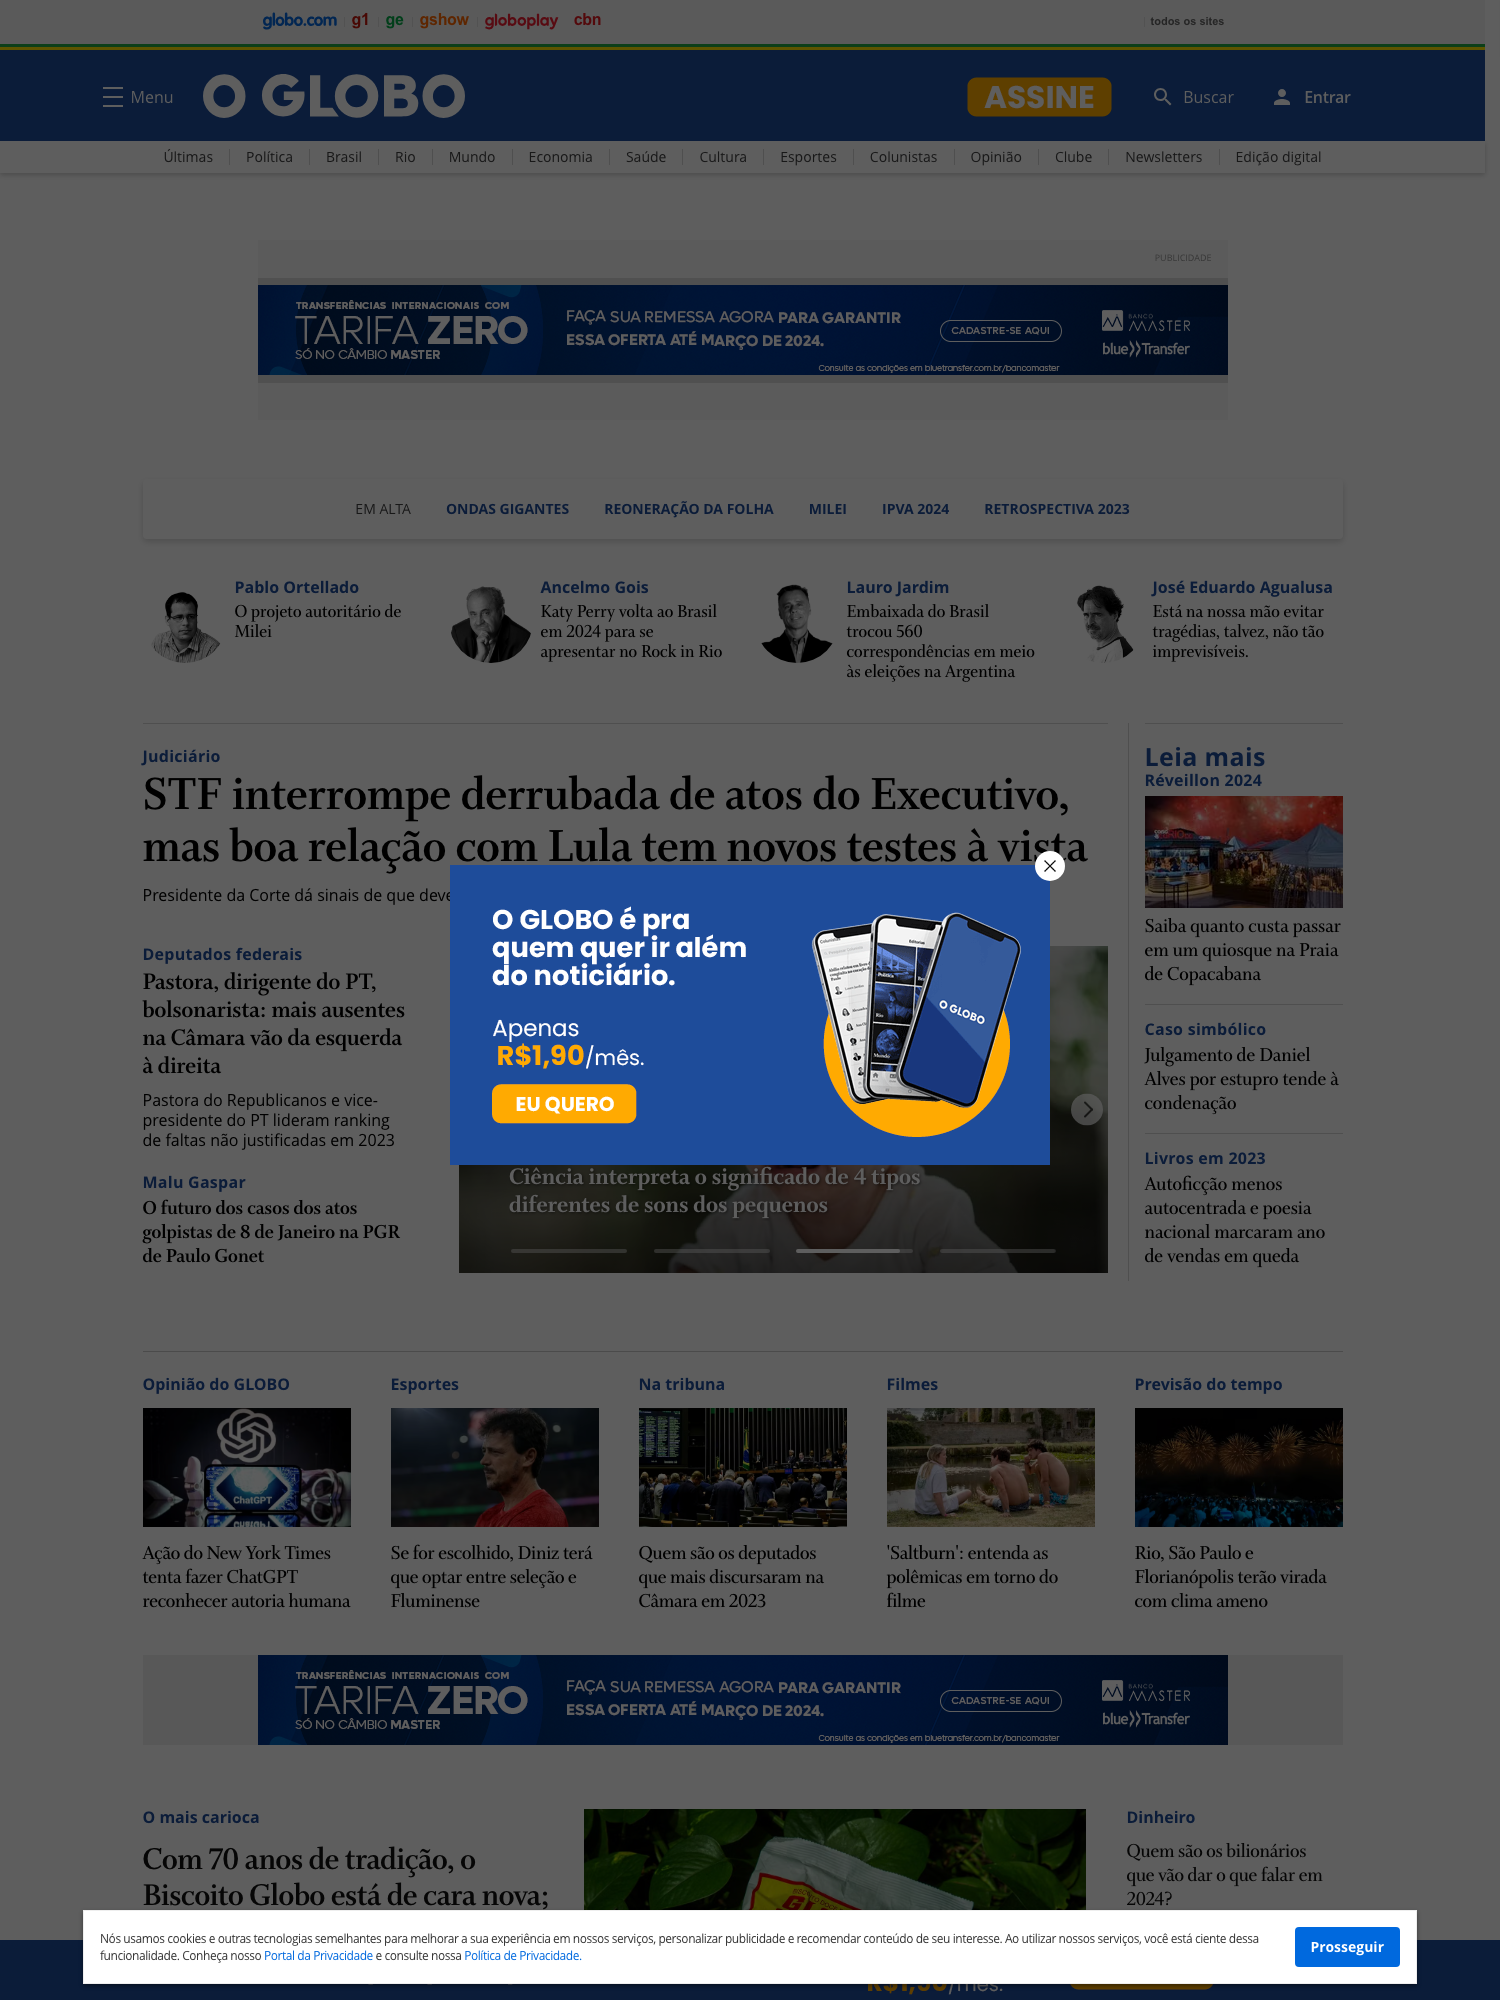 globo.com g1 ge gshow globoplay cbn todos os sites
Menu O GLOBO ASSINE Buscar Entrar
Últimas Política Brasil Rio Mundo Economia Saúde Cultura Esportes Colunistas Opinião Clube Newsletters Edição digital
PUBLICIDADE
TRANSFERÊNCIAS INTERNACIONAIS COM
TARIFA ZERO
SÓ NO CÂMBIO MASTER
FAÇA SUA REMESSA AGORA PARA GARANTIR
ESSA OFERTA ATÉ MARÇO DE 2024.
CADASTRE-SE AQUI
Consulte as condições em bluetransfer.com.br/bancomaster
BANCO
MASTER
blue Transfer
EM ALTA ONDAS GIGANTES REONERAÇÃO DA FOLHA MILEI IPVA 2024 RETROSPECTIVA 2023
Pablo Ortellado
O projeto autoritário de
Milei
Ancelmo Gois
Katy Perry volta ao Brasil
em 2024 para se
apresentar no Rock in Rio
Lauro Jardim
Embaixada do Brasil
trocou 560
correspondências em meio
às eleições na Argentina
José Eduardo Agualusa
Está na nossa mão evitar
tragédias, talvez, não tão
imprevisíveis.
Judiciário
STF interrompe derrubada de atos do Executivo,
mas boa relação com Lula tem novos testes à vista
Presidente da Corte dá sinais de que
Deputados federais
Pastora, dirigente do PT,
bolsonarista: mais ausentes
na Câmara vão da esquerda
à direita
Pastora do Republicanos e vice-
presidente do PT lideram ranking
de faltas não justificadas em 2023
Malu Gaspar
O futuro dos casos dos atos
golpistas de 8 de Janeiro na PGR
de Paulo Gonet
O GLOBO é pra
quem quer ir além
do noticiário.
Apenas
R$1,90/mês.
EU QUERO
Editorias
Política
Rio
Mundo
O GLOBO
Ciência interpreta o significado de 4 tipos
diferentes de sons dos pequenos
Leia mais
Réveillon 2024
Saiba quanto custa passar
em um quiosque na Praia
de Copacabana
Caso simbólico
Julgamento de Daniel
Alves por estupro tende à
condenação
Livros em 2023
Autoficção menos
autocentrada e poesia
nacional marcaram ano
de vendas em queda
Opinião do GLOBO
ChatGPT
Ação do New York Times
tenta fazer ChatGPT
reconhecer autoria humana
Esportes
Se for escolhido, Diniz terá
que optar entre seleção e
Fluminense
Na tribuna
Quem são os deputados
que mais discursaram na
Câmara em 2023
Filmes
'Saltburn': entenda as
polêmicas em torno do
filme
Previsão do tempo
Rio, São Paulo e
Florianópolis terão virada
com clima ameno
TRANSFERÊNCIAS INTERNACIONAIS COM
TARIFA ZERO
SÓ NO CÂMBIO MASTER
FAÇA SUA REMESSA AGORA PARA GARANTIR
ESSA OFERTA ATÉ MARÇO DE 2024.
CADASTRE-SE AQUI
Consulte as condições em bluetransfer.com.br/bancomaster
BANCO
MASTER
blue Transfer
O mais carioca
Com 70 anos de tradição, o
Biscoito Globo está de cara nova;
Dinheiro
Quem são os bilionários
que vão dar o que falar em
2024?
Nós usamos cookies e outras tecnologias semelhantes para melhorar a sua experiência em nossos serviços, personalizar publicidade e recomendar conteúdo de seu interesse. Ao utilizar nossos serviços, você está ciente dessa
funcionalidade. Conheça nosso Portal da Privacidade e consulte nossa Política de Privacidade.
Prosseguir
R$1,90/mês.